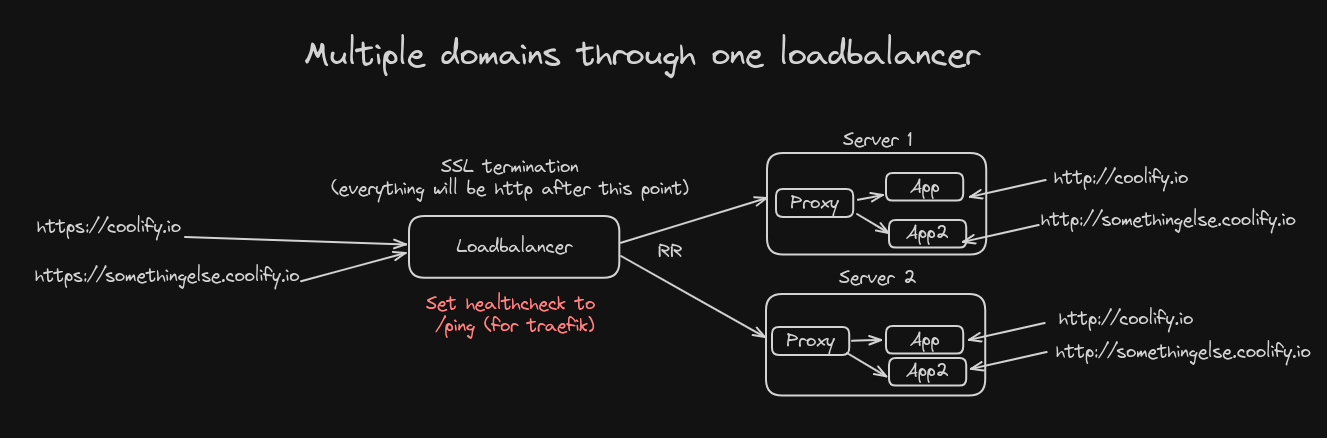 Multiple domains through one loadbalancer
SSL termination
(everything will be http after this point)
https://coolify.io
https://somethingelse.coolify.io
Loadbalancer
Set healthcheck to
/ping (for traefik)
RR
Server 1
Proxy
App
App2
http://coolify.io
http://somethingelse.coolify.io
Server 2
Proxy
App
App2
http://coolify.io
http://somethingelse.coolify.io